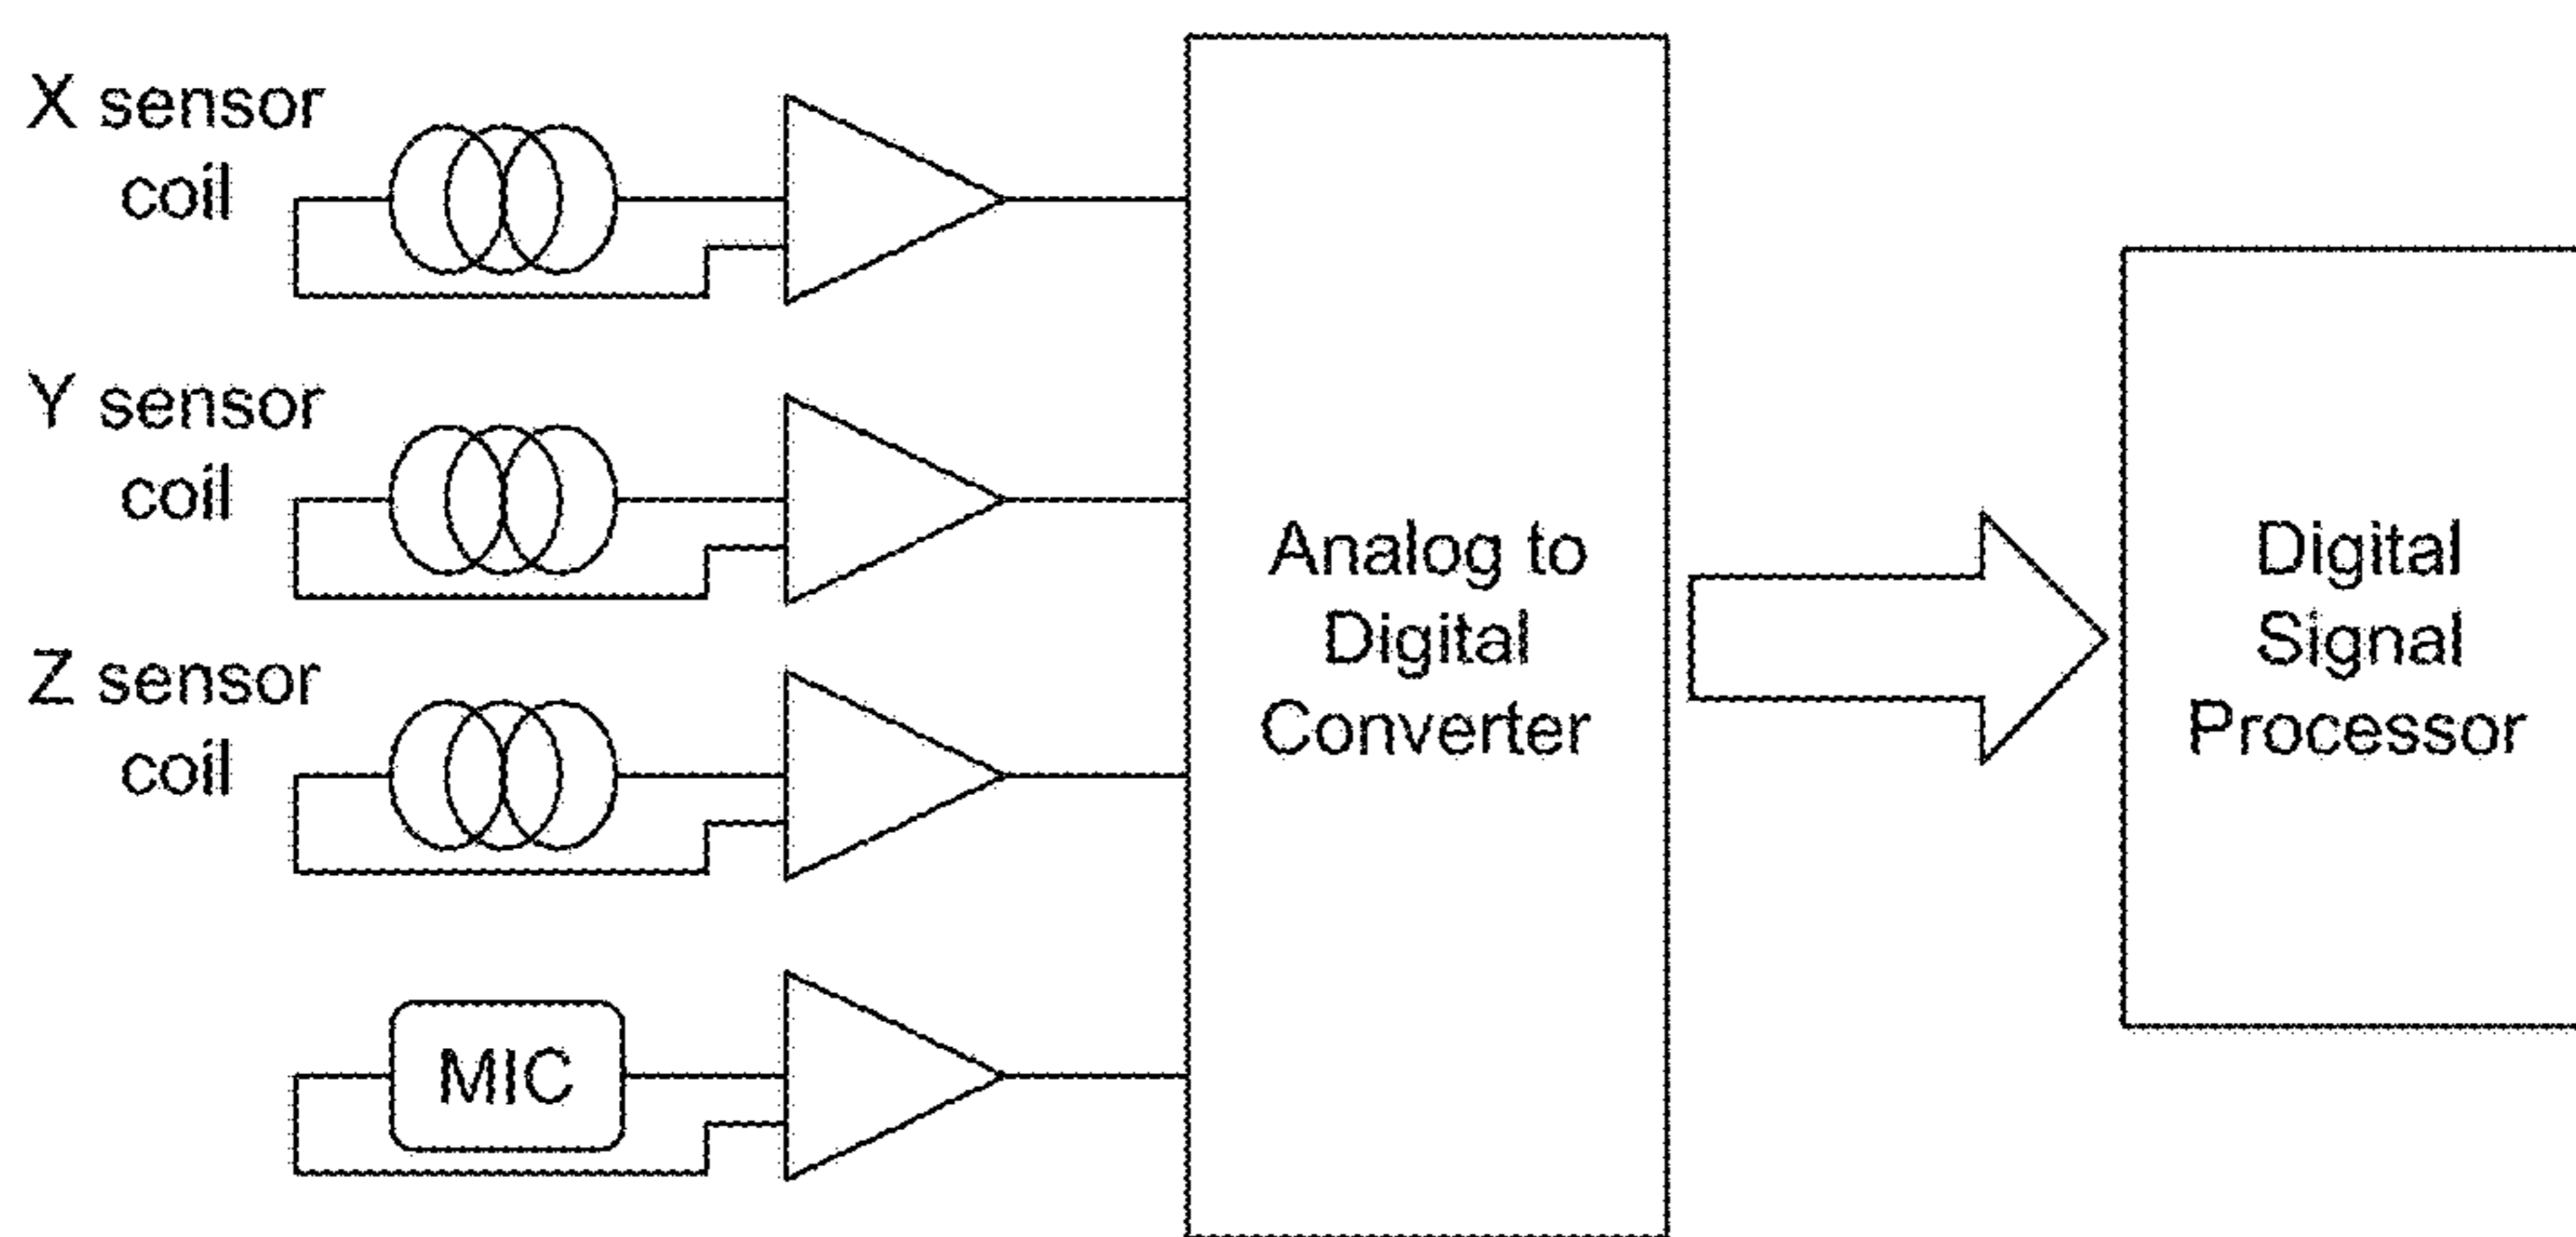 X sensor
coil
Y sensor
coil
Z sensor
coil
MIC
Analog to
Digital
Converter
Digital
Signal
Processor